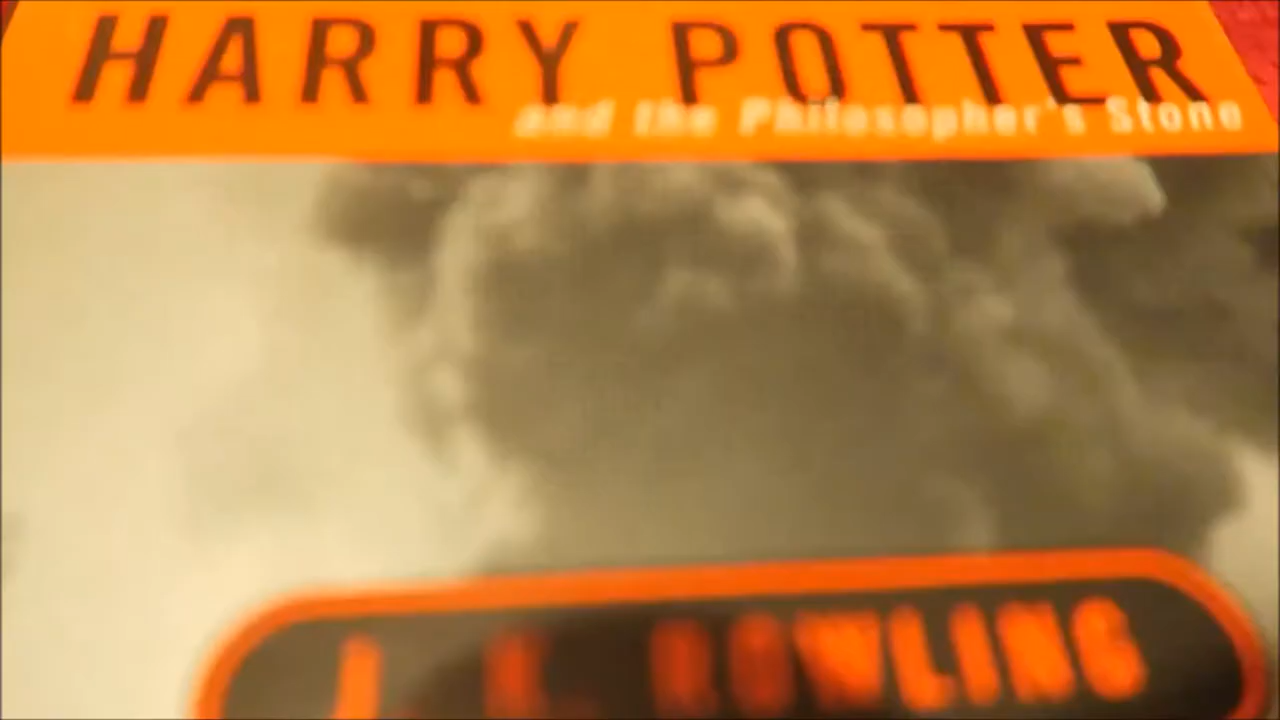 HARRY POTTER
and the Philosopher's Stone
J. K. ROWLING